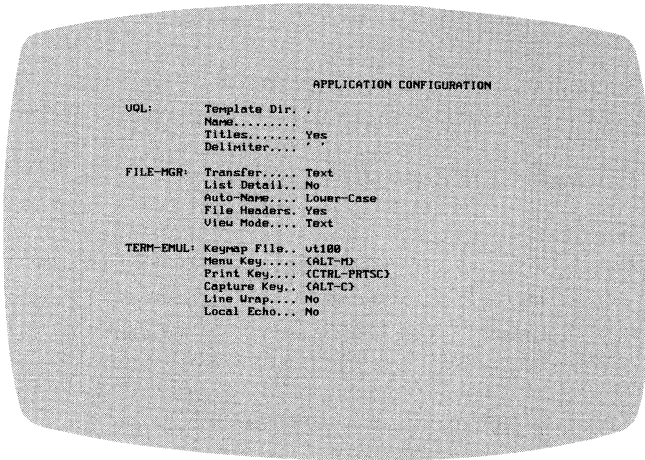 APPLICATION CONFIGURATION
VQL: Template Dir. .
Name.........
Titles....... Yes
Delimiter.... ' '
FILE-MGR: Transfer..... Text
List Detail.. No
Auto-Name.... Lower-Case
File Headers. Yes
View Mode.... Text
TERM-EMUL: Keymap File.. vt100
Menu Key..... {ALT-M}
Print Key.... {CTRL-PRTSC}
Capture Key.. {ALT-C}
Line Wrap.... No
Local Echo... No